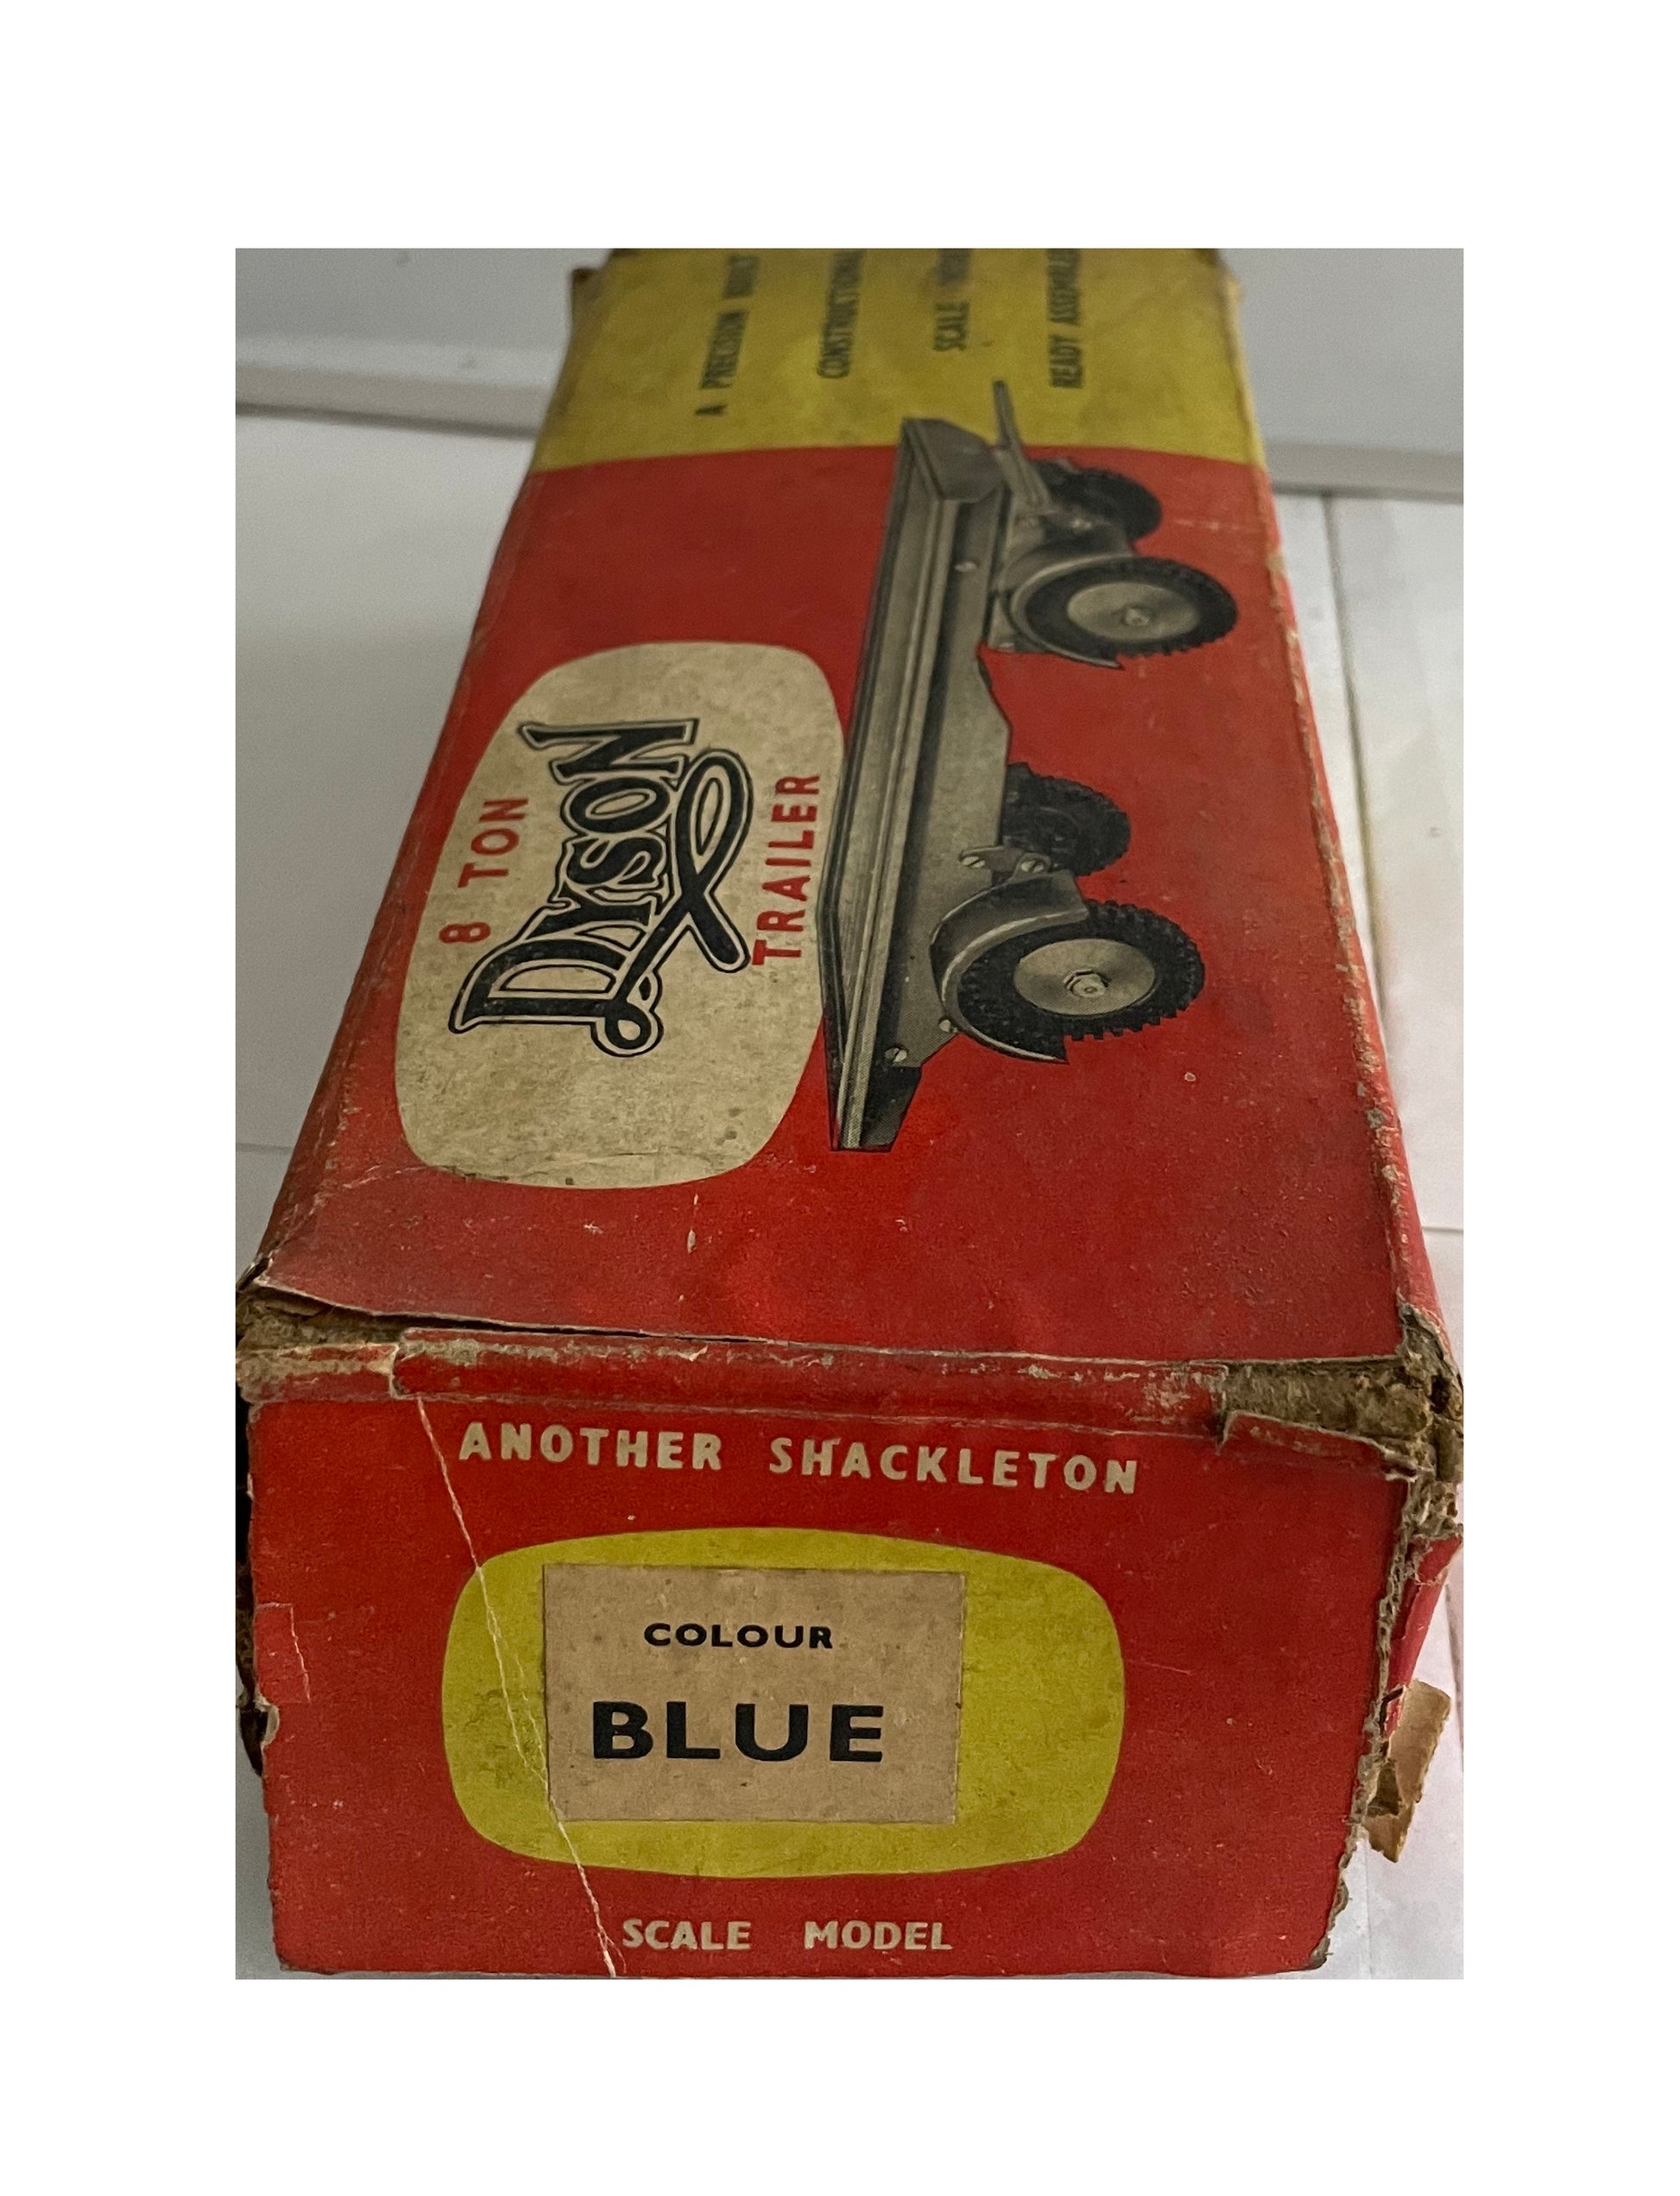 A PRECISION BUILT
CONSTRUCTIONAL
SCALE
READY ASSEMBLED
8 TON
DYSON
TRAILER
ANOTHER SHACKLETON
COLOUR
BLUE
SCALE MODEL